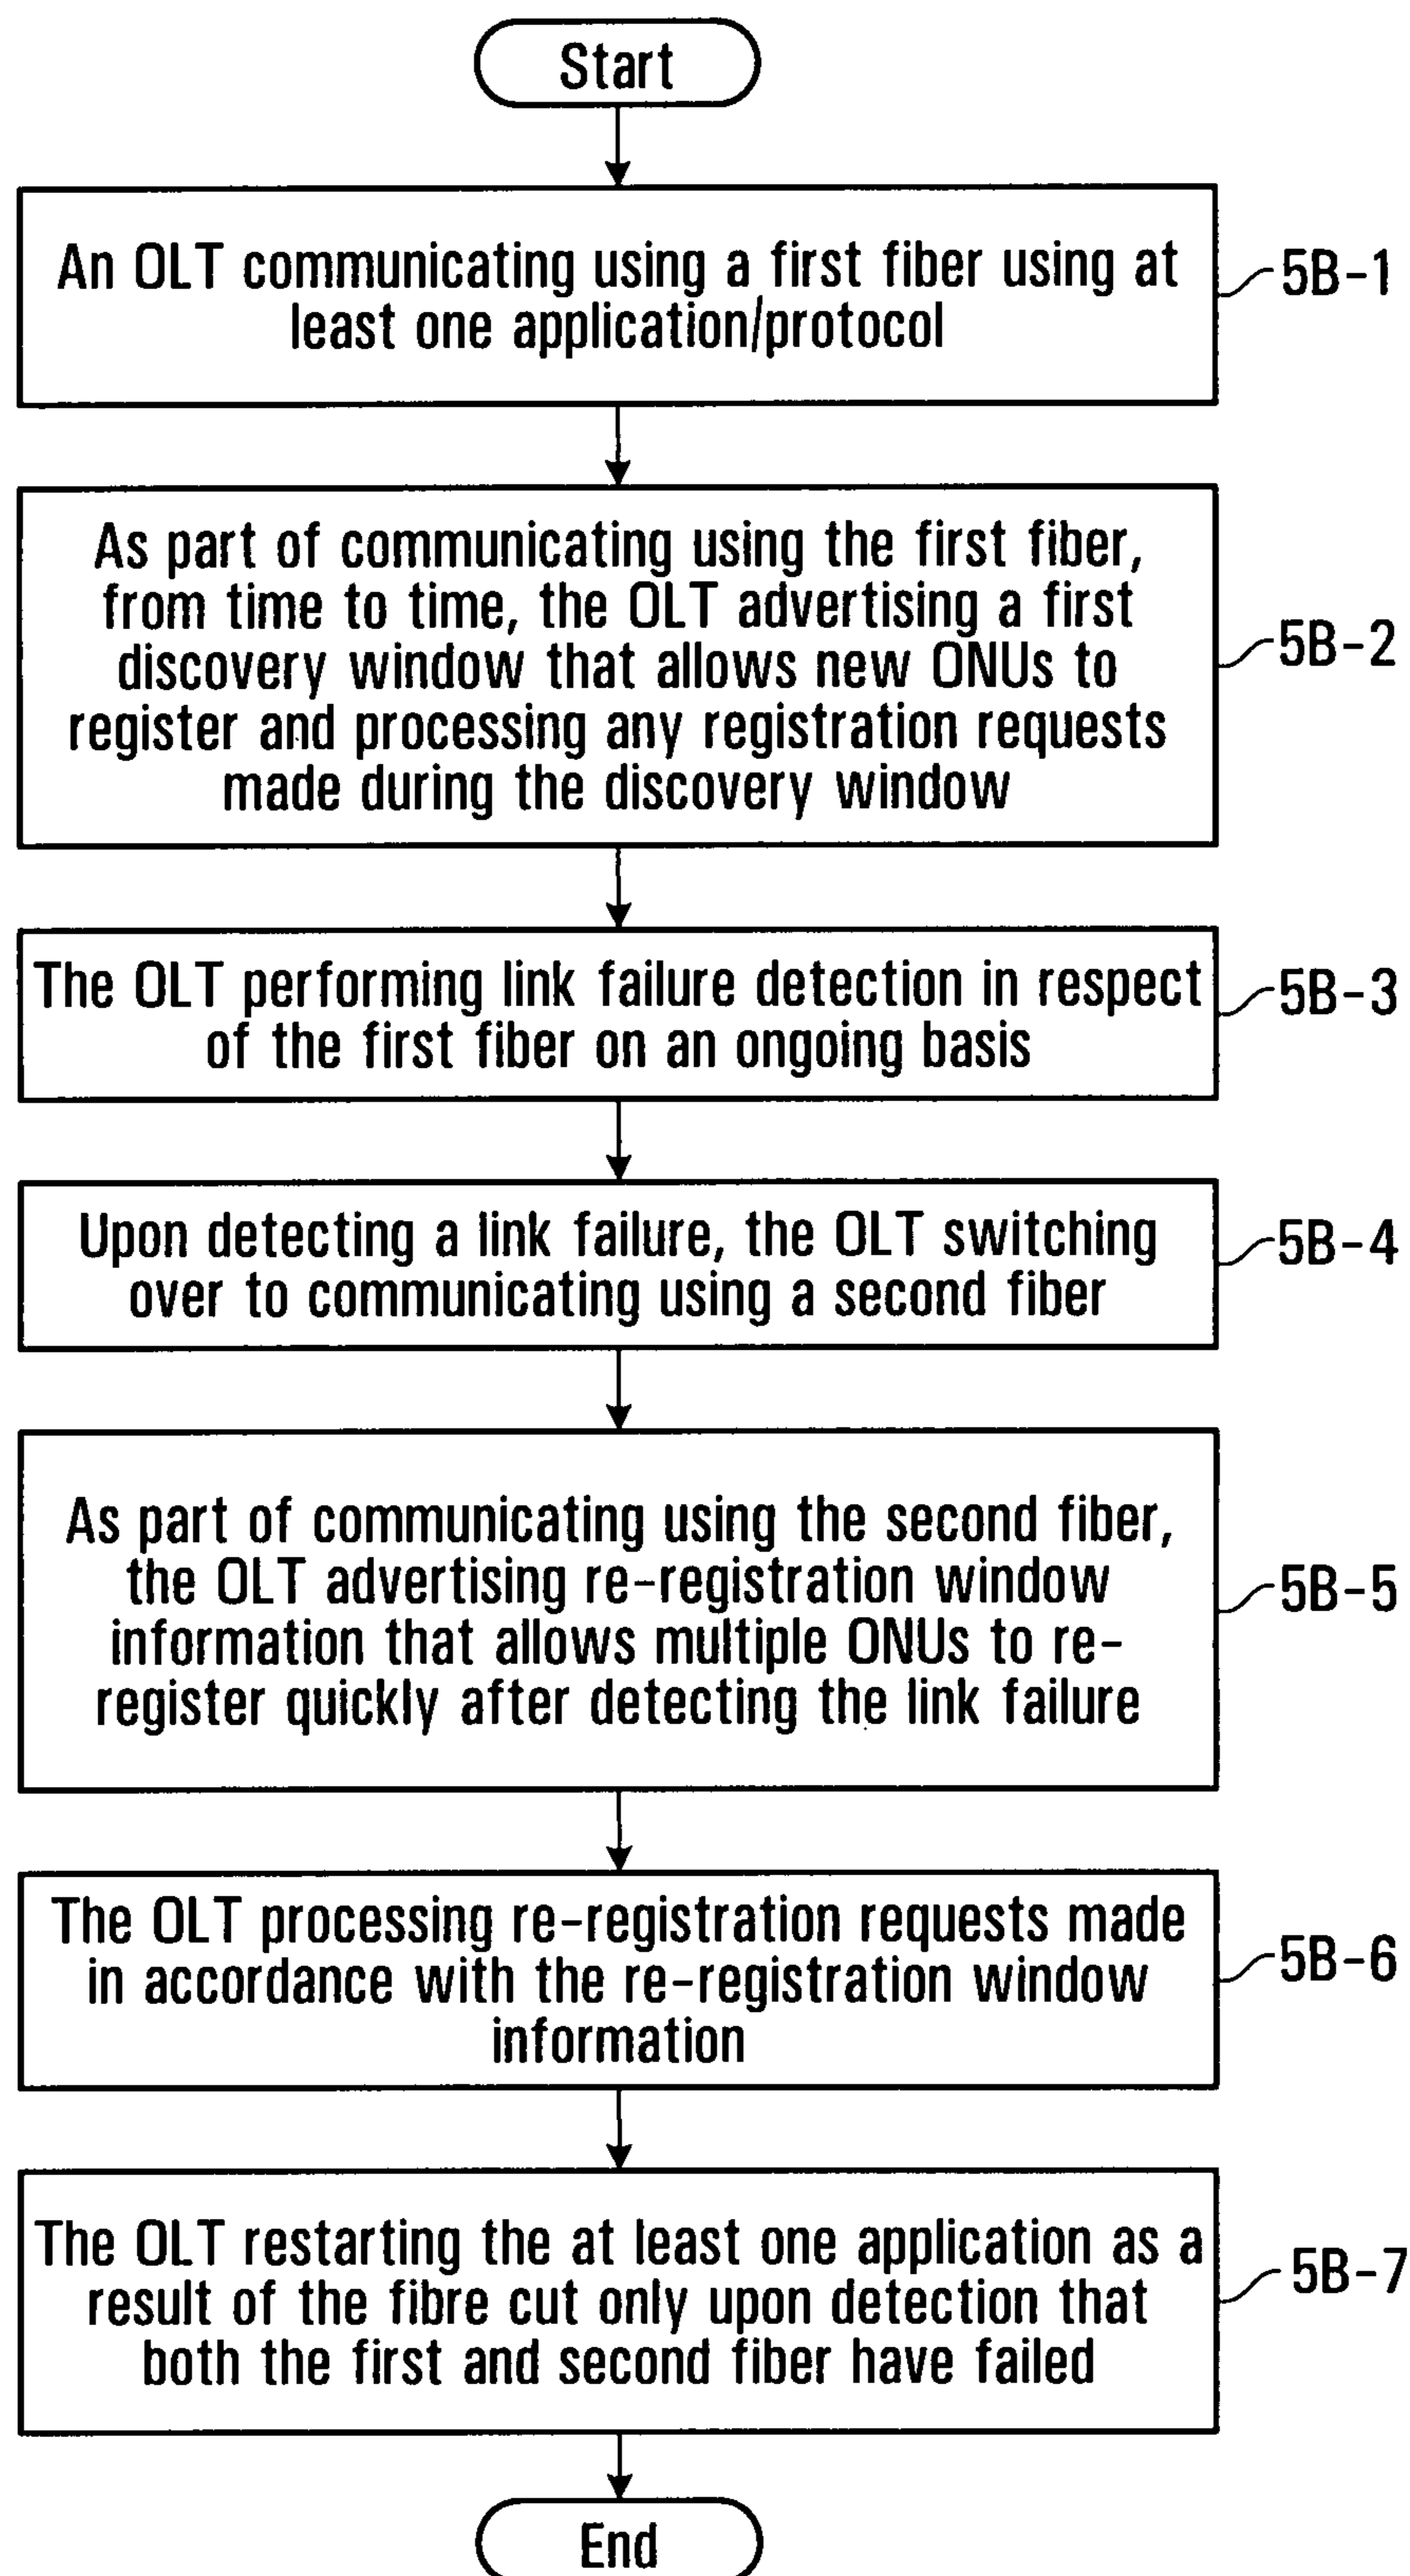 Start
An OLT communicating using a first fiber using at
least one application/protocol
5B-1
As part of communicating using the first fiber,
from time to time, the OLT advertising a first
discovery window that allows new ONUs to
register and processing any registration requests
made during the discovery window
5B-2
The OLT performing link failure detection in respect
of the first fiber on an ongoing basis
5B-3
Upon detecting a link failure, the OLT switching
over to communicating using a second fiber
5B-4
As part of communicating using the second fiber,
the OLT advertising re-registration window
information that allows multiple ONUs to re-
register quickly after detecting the link failure
5B-5
The OLT processing re-registration requests made
in accordance with the re-registration window
information
5B-6
The OLT restarting the at least one application as a
result of the fibre cut only upon detection that
both the first and second fiber have failed
5B-7
End